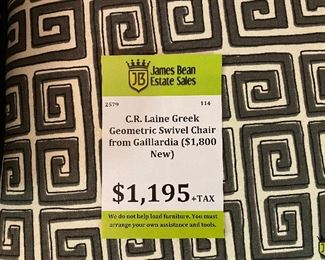 JB
James Bean
Estate Sales
2579 114
C.R. Laine Greek
Geometric Swivel Chair
from Gaillardia ($1,800
New)
$1,195+TAX
We do not help load furniture. You must
arrange your own assistance and tools.